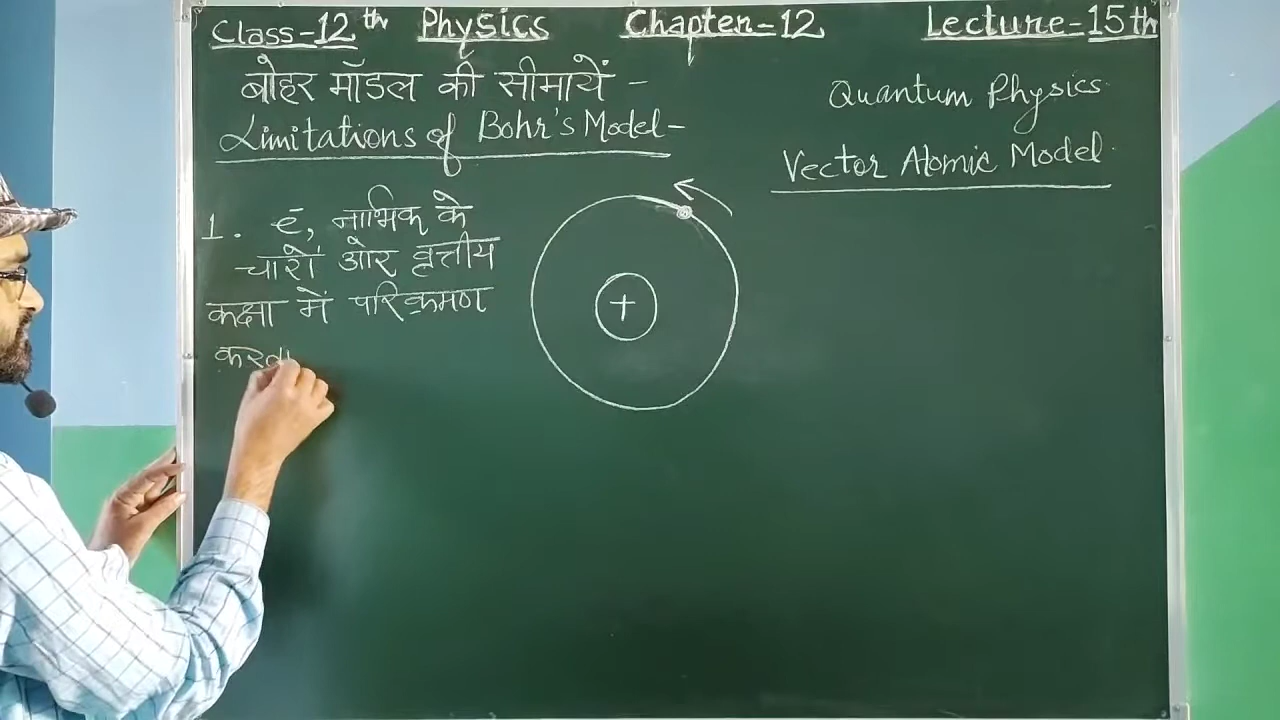 Class-12th Physics Chapter-12 Lecture-15th
बोहर मॉडल की सीमायें -
Limitations of Bohr's Model-
Quantum Physics
Vector Atomic Model
1. ē, नाभिक के
चारों ओर वृत्तीय
कक्षा में परिक्रमण
करता
+